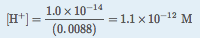 [H⁺] = 1.0 × 10⁻¹⁴ / (0.0088) = 1.1 × 10⁻¹² M